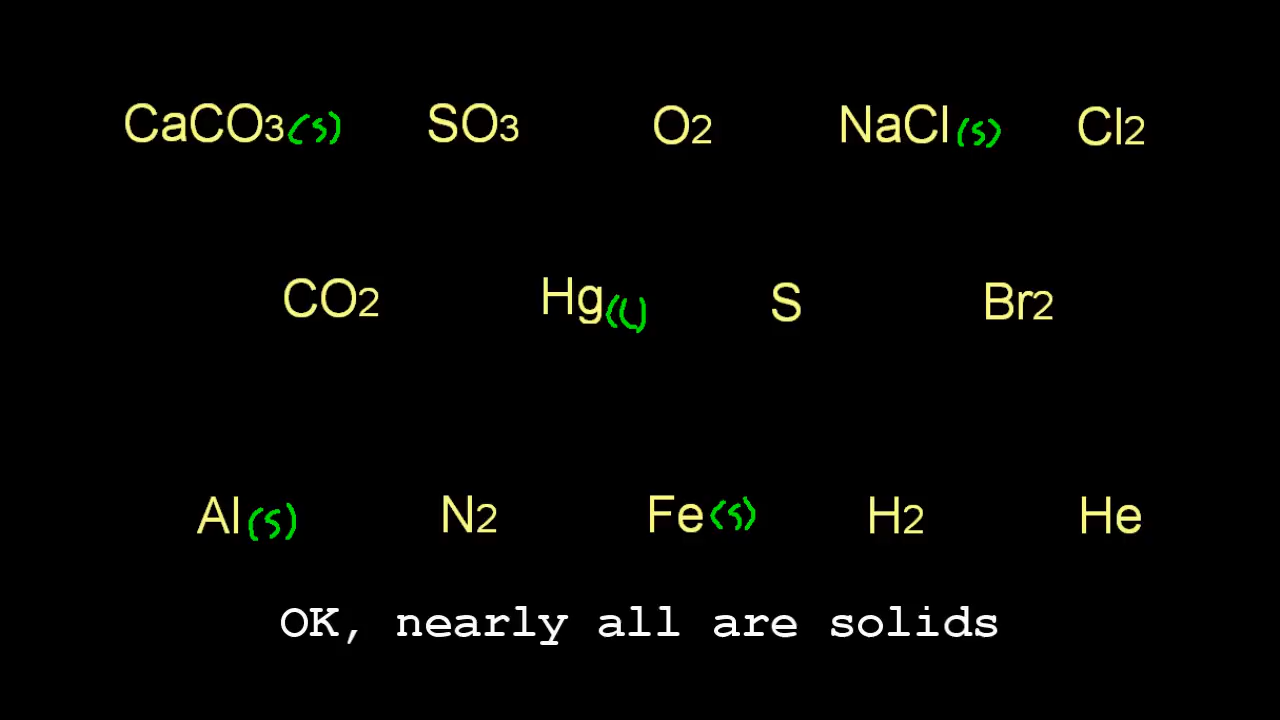 CaCO3(s) SO3 O2 NaCl(s) Cl2
CO2 Hg(l) S Br2
Al(s) N2 Fe(s) H2 He
OK, nearly all are solids